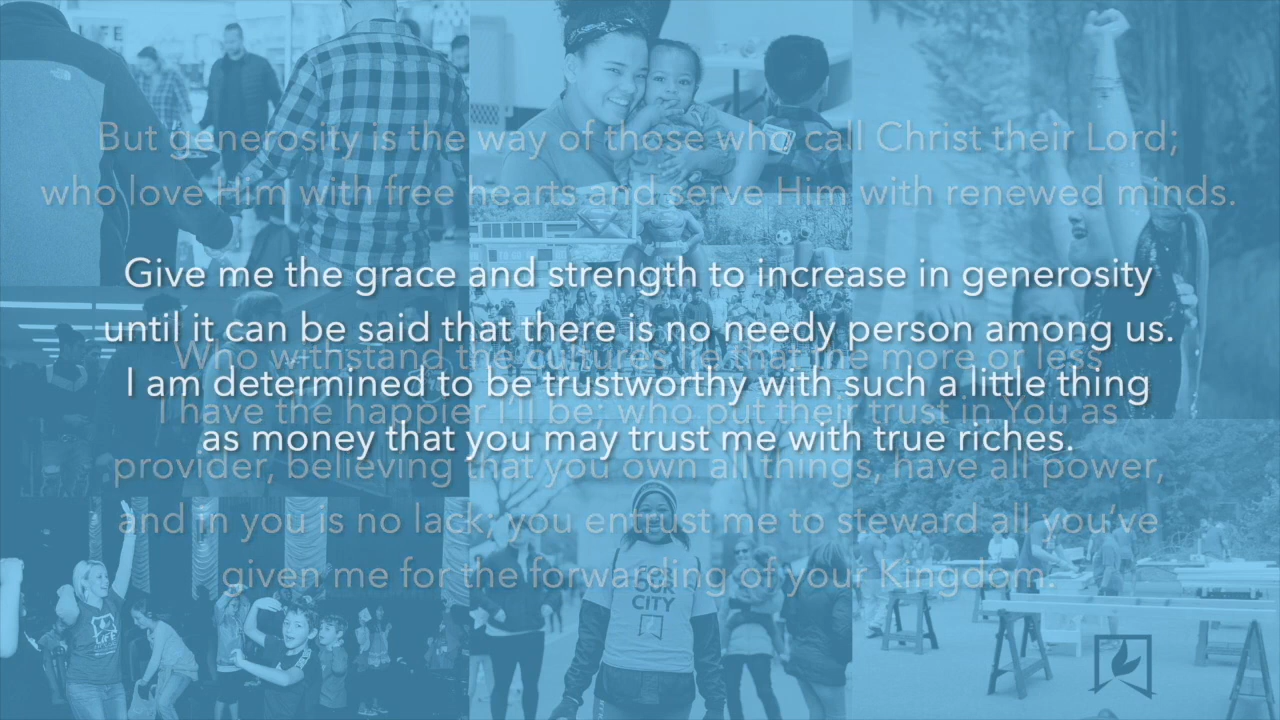 But generosity is the way of those who call Christ their Lord;
who love Him with free hearts and serve Him with renewed minds.
Give me the grace and strength to increase in generosity
until it can be said that there is no needy person among us.
Who withstand the cultures lie that the more or less
I am determined to be trustworthy with such a little thing
I have the happier I'll be; who put their trust in You as
as money that you may trust me with true riches.
provider, believing that you own all things, have all power,
and in you is no lack; you entrust me to steward all you've
given me for the forwarding of your Kingdom.
FOR
OUR
CITY
LIFE